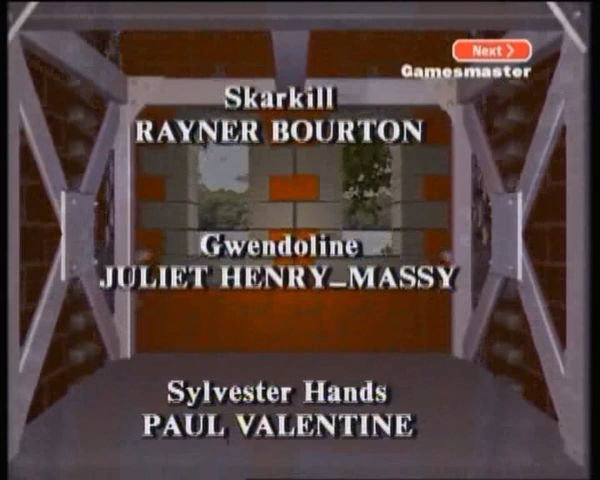 Next >
Gamesmaster
Skarkill
RAYNER BOURTON
Gwendoline
JULIET HENRY_MASSY
Sylvester Hands
PAUL VALENTINE